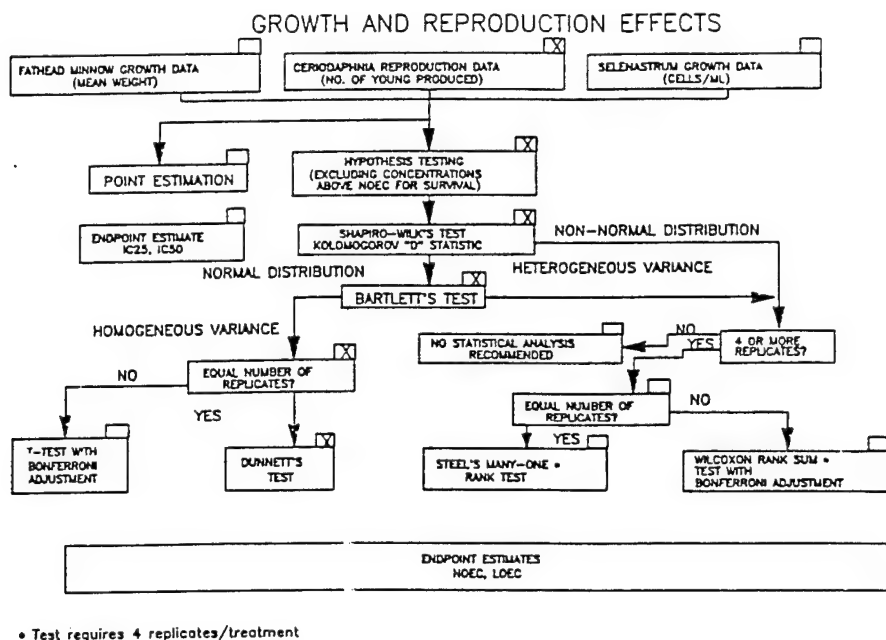 GROWTH AND REPRODUCTION EFFECTS
FATHEAD MINNOW GROWTH DATA
(MEAN WEIGHT)
X
CERIODAPHNIA REPRODUCTION DATA
(NO. OF YOUNG PRODUCED)
SELENASTRUM GROWTH DATA
(CELLS/ML)
POINT ESTIMATION
X
HYPOTHESIS TESTING
(EXCLUDING CONCENTRATIONS
ABOVE NOEC FOR SURVIVAL)
ENDPOINT ESTIMATE
IC25, IC50
X
SHAPIRO-WILK'S TEST
KOLOMOGOROV "D" STATISTIC
NON-NORMAL DISTRIBUTION
NORMAL DISTRIBUTION
HETEROGENEOUS VARIANCE
X
BARTLETT'S TEST
HOMOGENEOUS VARIANCE
NO STATISTICAL ANALYSIS
RECOMMENDED
NO
YES
4 OR MORE
REPLICATES?
X
EQUAL NUMBER OF
REPLICATES?
NO
YES
EQUAL NUMBER OF
REPLICATES?
NO
YES
T-TEST WITH
BONFERRONI
ADJUSTMENT
X
DUNNETT'S
TEST
STEEL'S MANY-ONE •
RANK TEST
WILCOXON RANK SUM •
TEST WITH
BONFERRONI ADJUSTMENT
ENDPOINT ESTIMATES
NOEC, LOEC
• Test requires 4 replicates/treatment